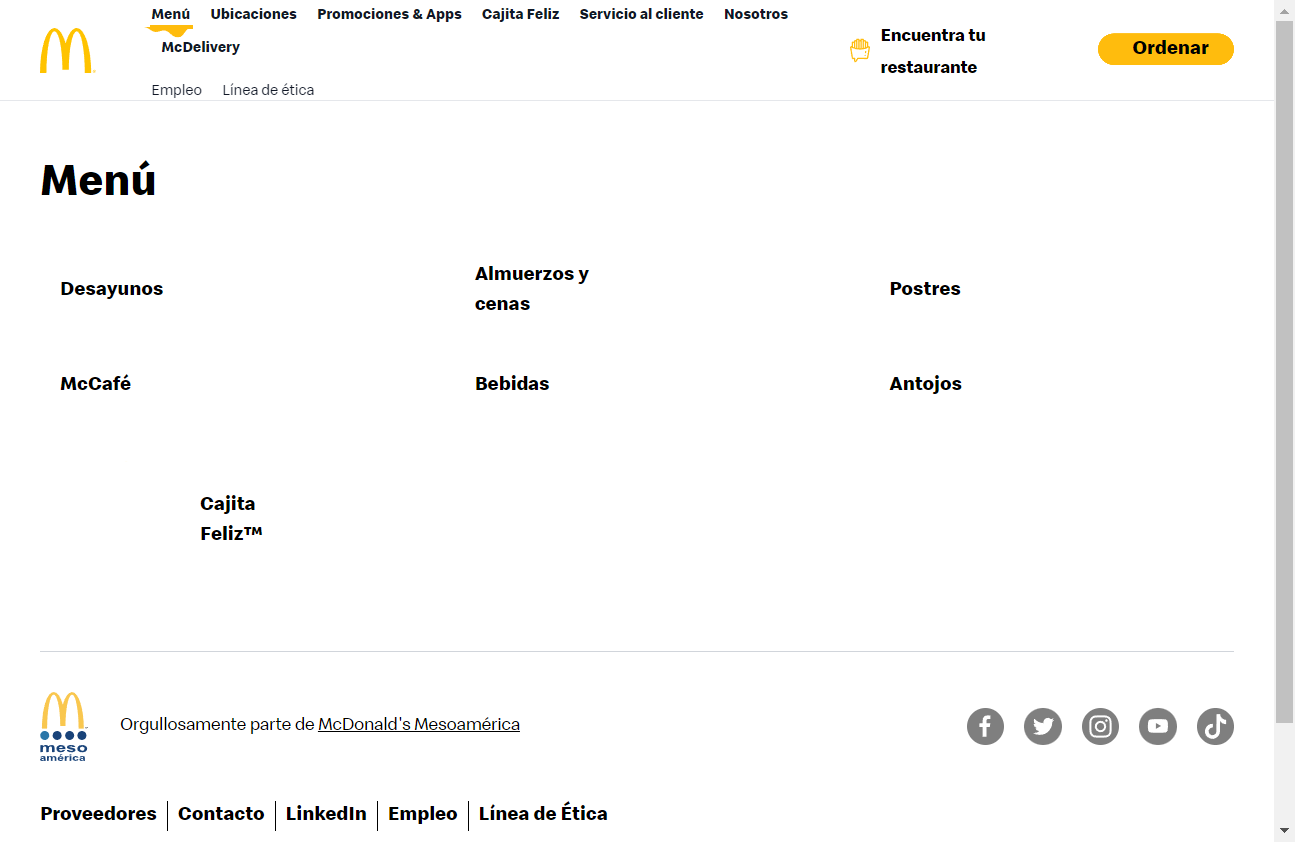 Menú Ubicaciones Promociones & Apps Cajita Feliz Servicio al cliente Nosotros
McDelivery
Empleo Línea de ética
Encuentra tu
restaurante
Ordenar
Menú
Desayunos
Almuerzos y
cenas
Postres
McCafé
Bebidas
Antojos
Cajita
Feliz™
meso
américa
Orgullosamente parte de McDonald's Mesoamérica
Proveedores Contacto LinkedIn Empleo Línea de Ética